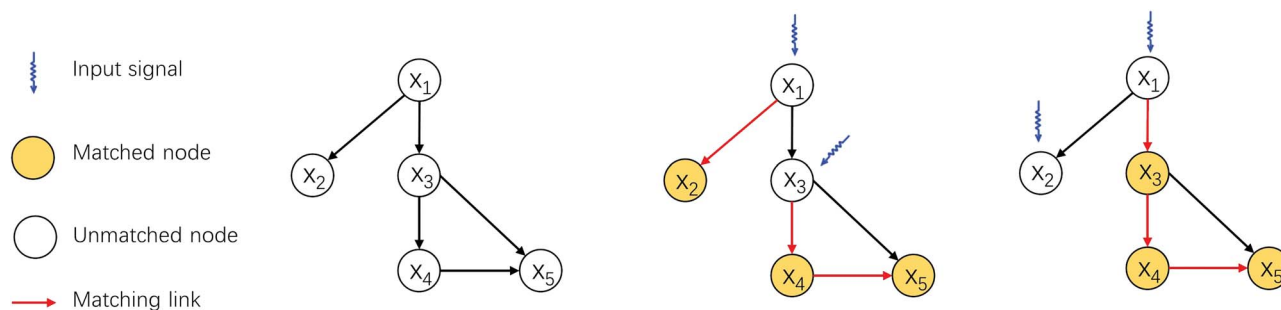 Input signal
Matched node
Unmatched node
Matching link
X1
X2
X3
X4
X5
X1
X2
X3
X4
X5
X1
X2
X3
X4
X5